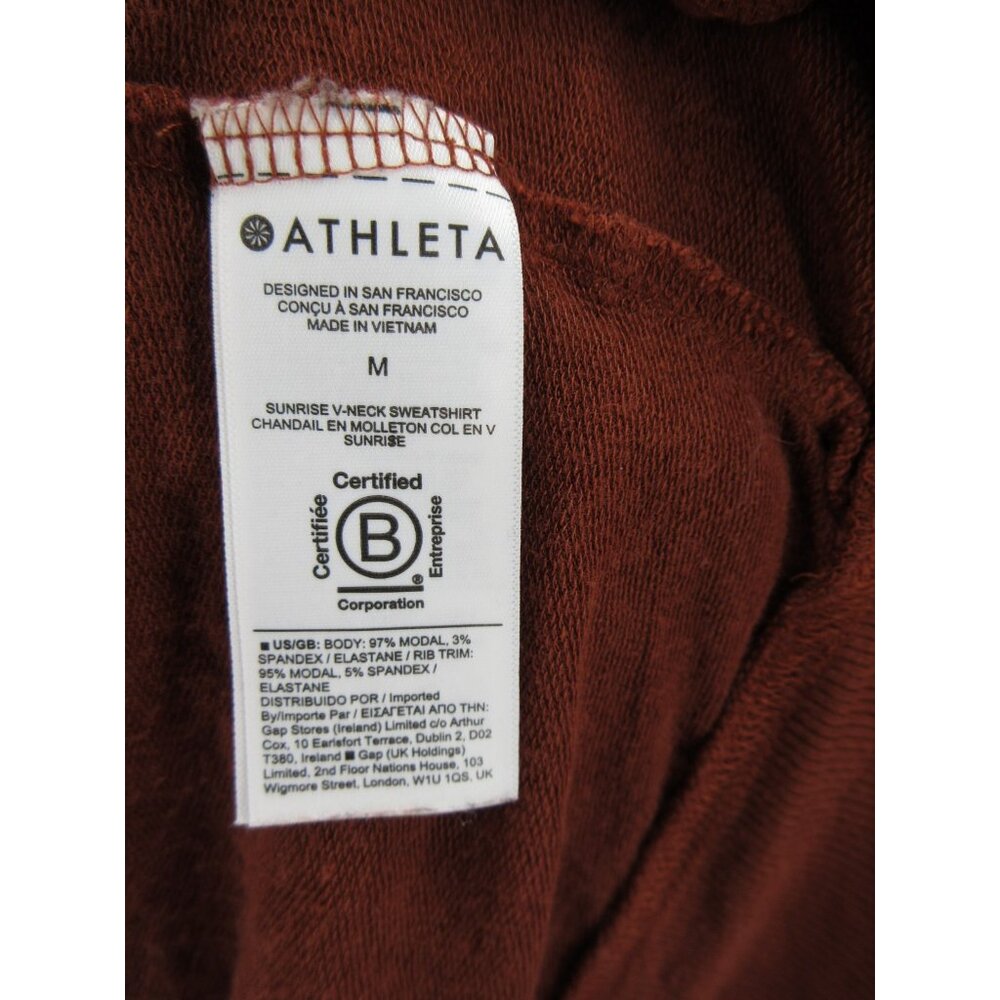 ATHLETA
DESIGNED IN SAN FRANCISCO
CONÇU À SAN FRANCISCO
MADE IN VIETNAM
M
SUNRISE V-NECK SWEATSHIRT
CHANDAIL EN MOLLETON COL EN V
SUNRISE
Certified
Certifiée
B
Entreprise
®
Corporation
■ US/GB: BODY: 97% MODAL, 3%
SPANDEX / ELASTANE / RIB TRIM:
95% MODAL, 5% SPANDEX /
ELASTANE
DISTRIBUIDO POR / Imported
By/Importe Par / ΕΙΣΑΓΕΤΑΙ ΑΠΟ ΤΗΝ:
Gap Stores (Ireland) Limited c/o Arthur
Cox, 10 Earlsfort Terrace, Dublin 2, D02
T380, Ireland ■ Gap (UK Holdings)
Limited, 2nd Floor Nations House, 103
Wigmore Street, London, W1U 1QS, UK